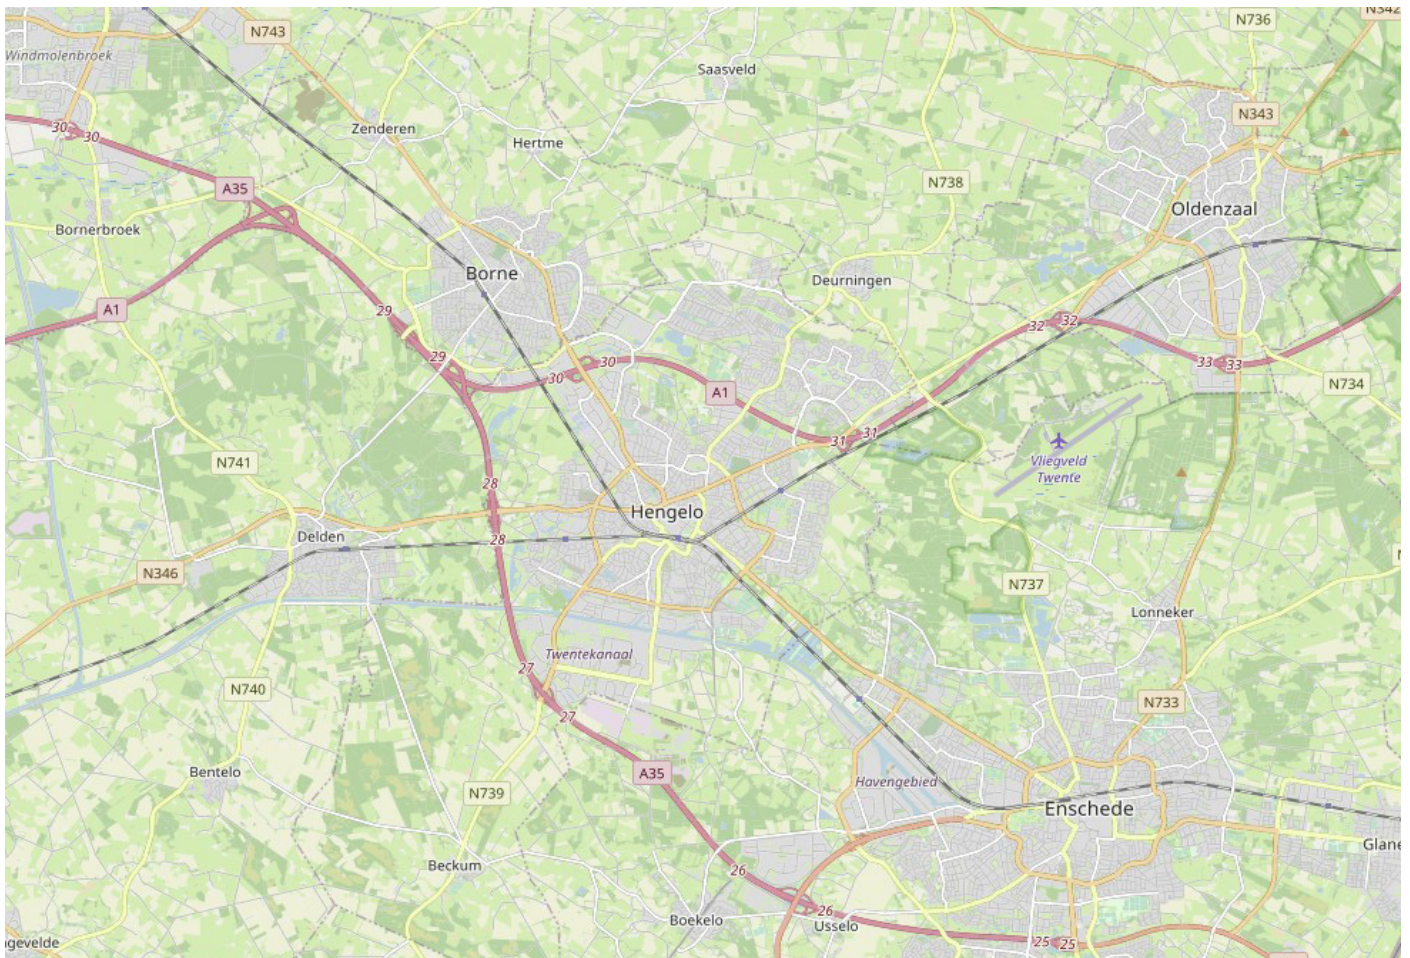 N342
N736
N743
Windmolenbroek
Saasveld
N343
30
30
Zenderen
Hertme
A35
N738
Oldenzaal
Bornerbroek
Borne
Deurningen
A1
29
32
32
29
30
30
33
33
N734
A1
31
31
N741
Vliegveld
Twente
28
Hengelo
Delden
28
N346
N737
Lonneker
Twentekanaal
27
N740
N733
27
Bentelo
A35
Havengebied
N739
Enschede
Glane
Beckum
26
26
Boekelo
Usselo
25
25
gevelde